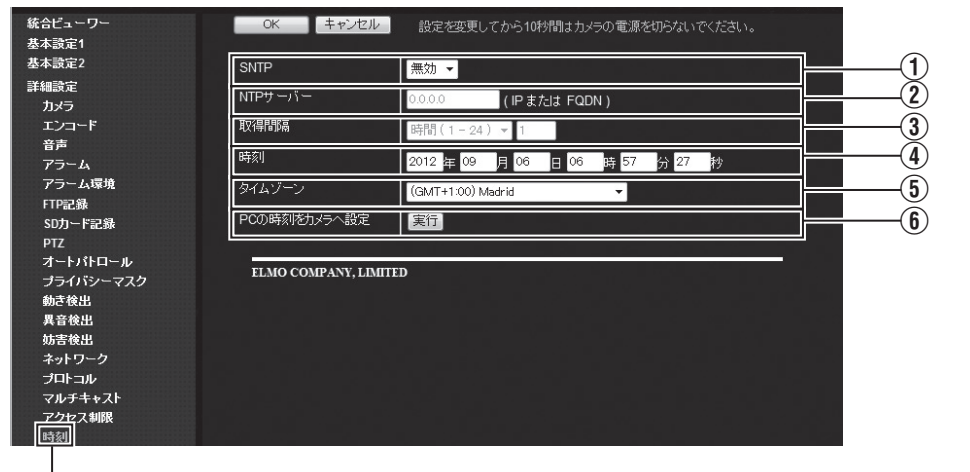 統合ビューワー
基本設定1
基本設定2
詳細設定
カメラ
エンコード
音声
アラーム
アラーム環境
FTP記録
SDカード記録
PTZ
オートパトロール
プライバシーマスク
動き検出
異音検出
妨害検出
ネットワーク
プロトコル
マルチキャスト
アクセス制限
時刻
OK キャンセル 設定を変更してから10秒間はカメラの電源を切らないでください。
SNTP 無効 ①
NTPサーバー 0.0.0.0 ( IP または FQDN ) ②
取得間隔 時間 ( 1 - 24 ) 1 ③
時刻 2012 年 09 月 06 日 06 時 57 分 27 秒 ④
タイムゾーン (GMT+1:00) Madrid ⑤
PCの時刻をカメラへ設定 実行 ⑥
ELMO COMPANY, LIMITED